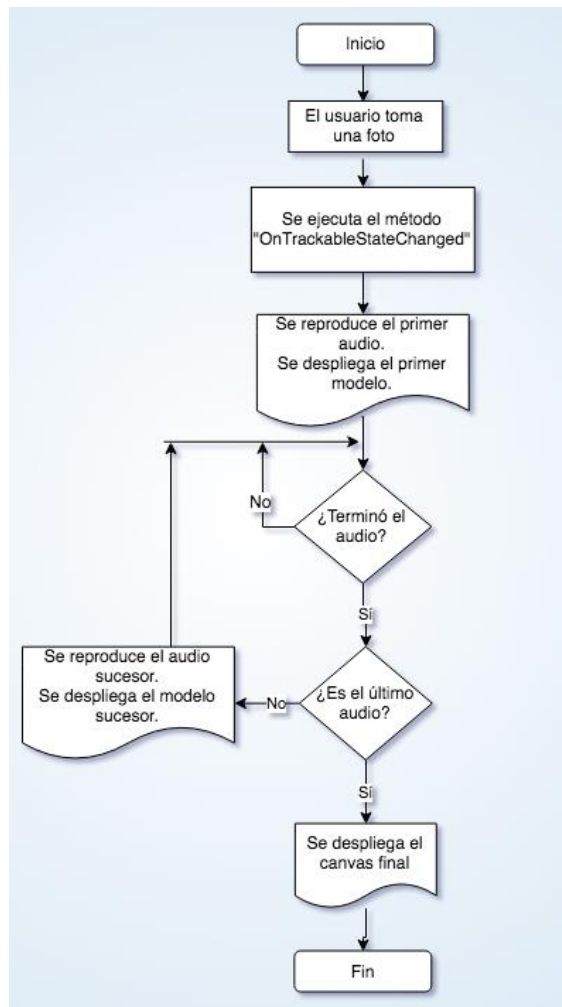 Inicio
El usuario toma
una foto
Se ejecuta el método
"OnTrackableStateChanged"
Se reproduce el primer
audio.
Se despliega el primer
modelo.
No
¿Terminó el
audio?
Sí
Se reproduce el audio
sucesor.
Se despliega el modelo
sucesor.
No
¿Es el último
audio?
Sí
Se despliega el
canvas final
Fin